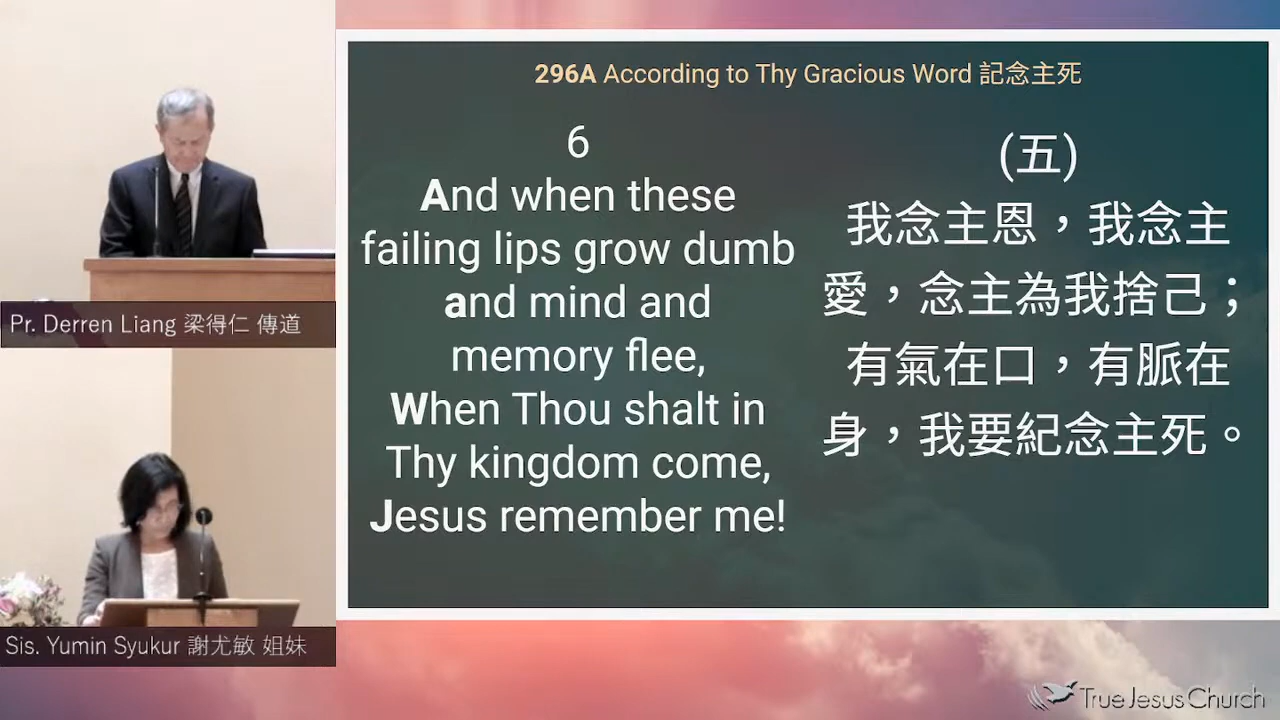 296A According to Thy Gracious Word 記念主死
6
And when these
failing lips grow dumb
and mind and
memory flee,
When Thou shalt in
Thy kingdom come,
Jesus remember me!
(五)
我念主恩，我念主
愛，念主為我捨己；
有氣在口，有脈在
身，我要紀念主死。
Pr. Derren Liang 梁得仁 傳道
Sis. Yumin Syukur 謝尤敏 姐妹
True Jesus Church